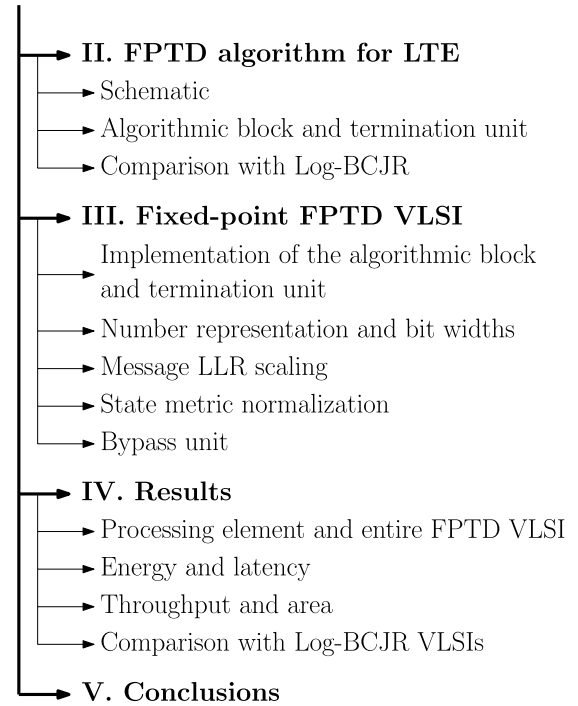 II. FPTD algorithm for LTE
Schematic
Algorithmic block and termination unit
Comparison with Log-BCJR
III. Fixed-point FPTD VLSI
Implementation of the algorithmic block
and termination unit
Number representation and bit widths
Message LLR scaling
State metric normalization
Bypass unit
IV. Results
Processing element and entire FPTD VLSI
Energy and latency
Throughput and area
Comparison with Log-BCJR VLSIs
V. Conclusions